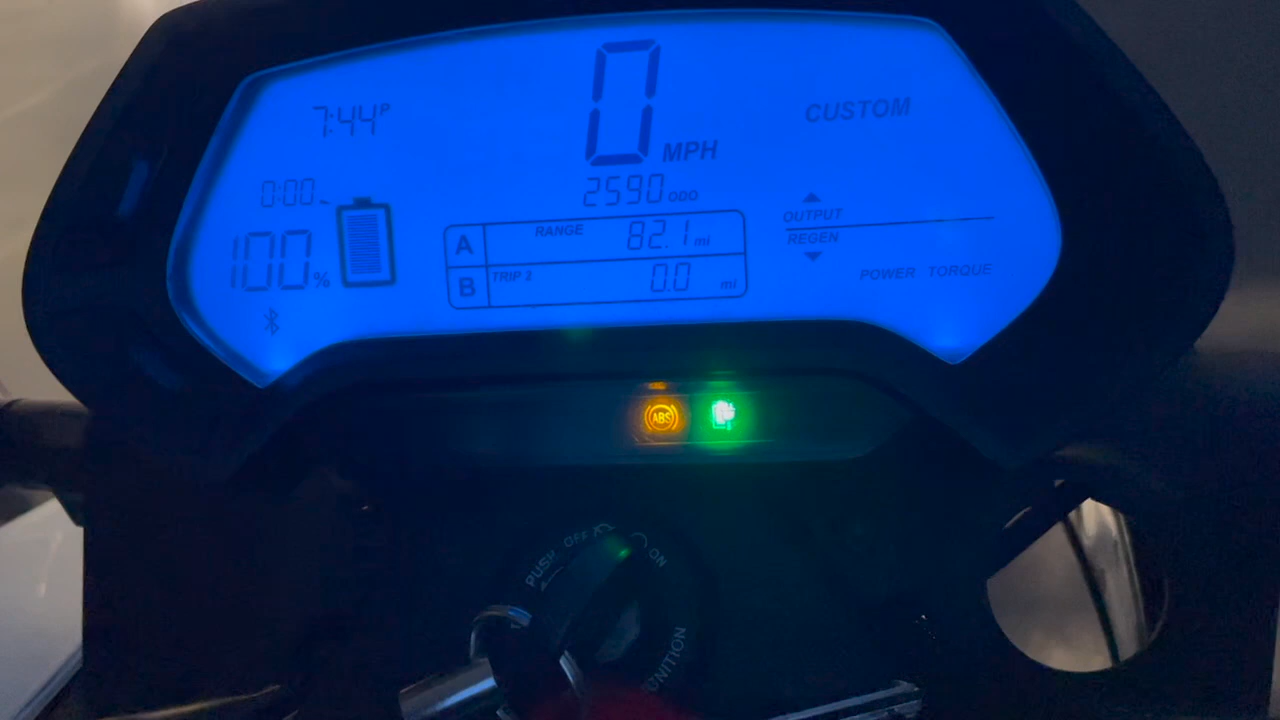 0
MPH
7:44P
CUSTOM
0:00
2590 ODO
100%
A RANGE 82.1 mi
B TRIP 2 0.0 mi
OUTPUT
REGEN
POWER TORQUE
ABS
PUSH OFF ON
IGNITION